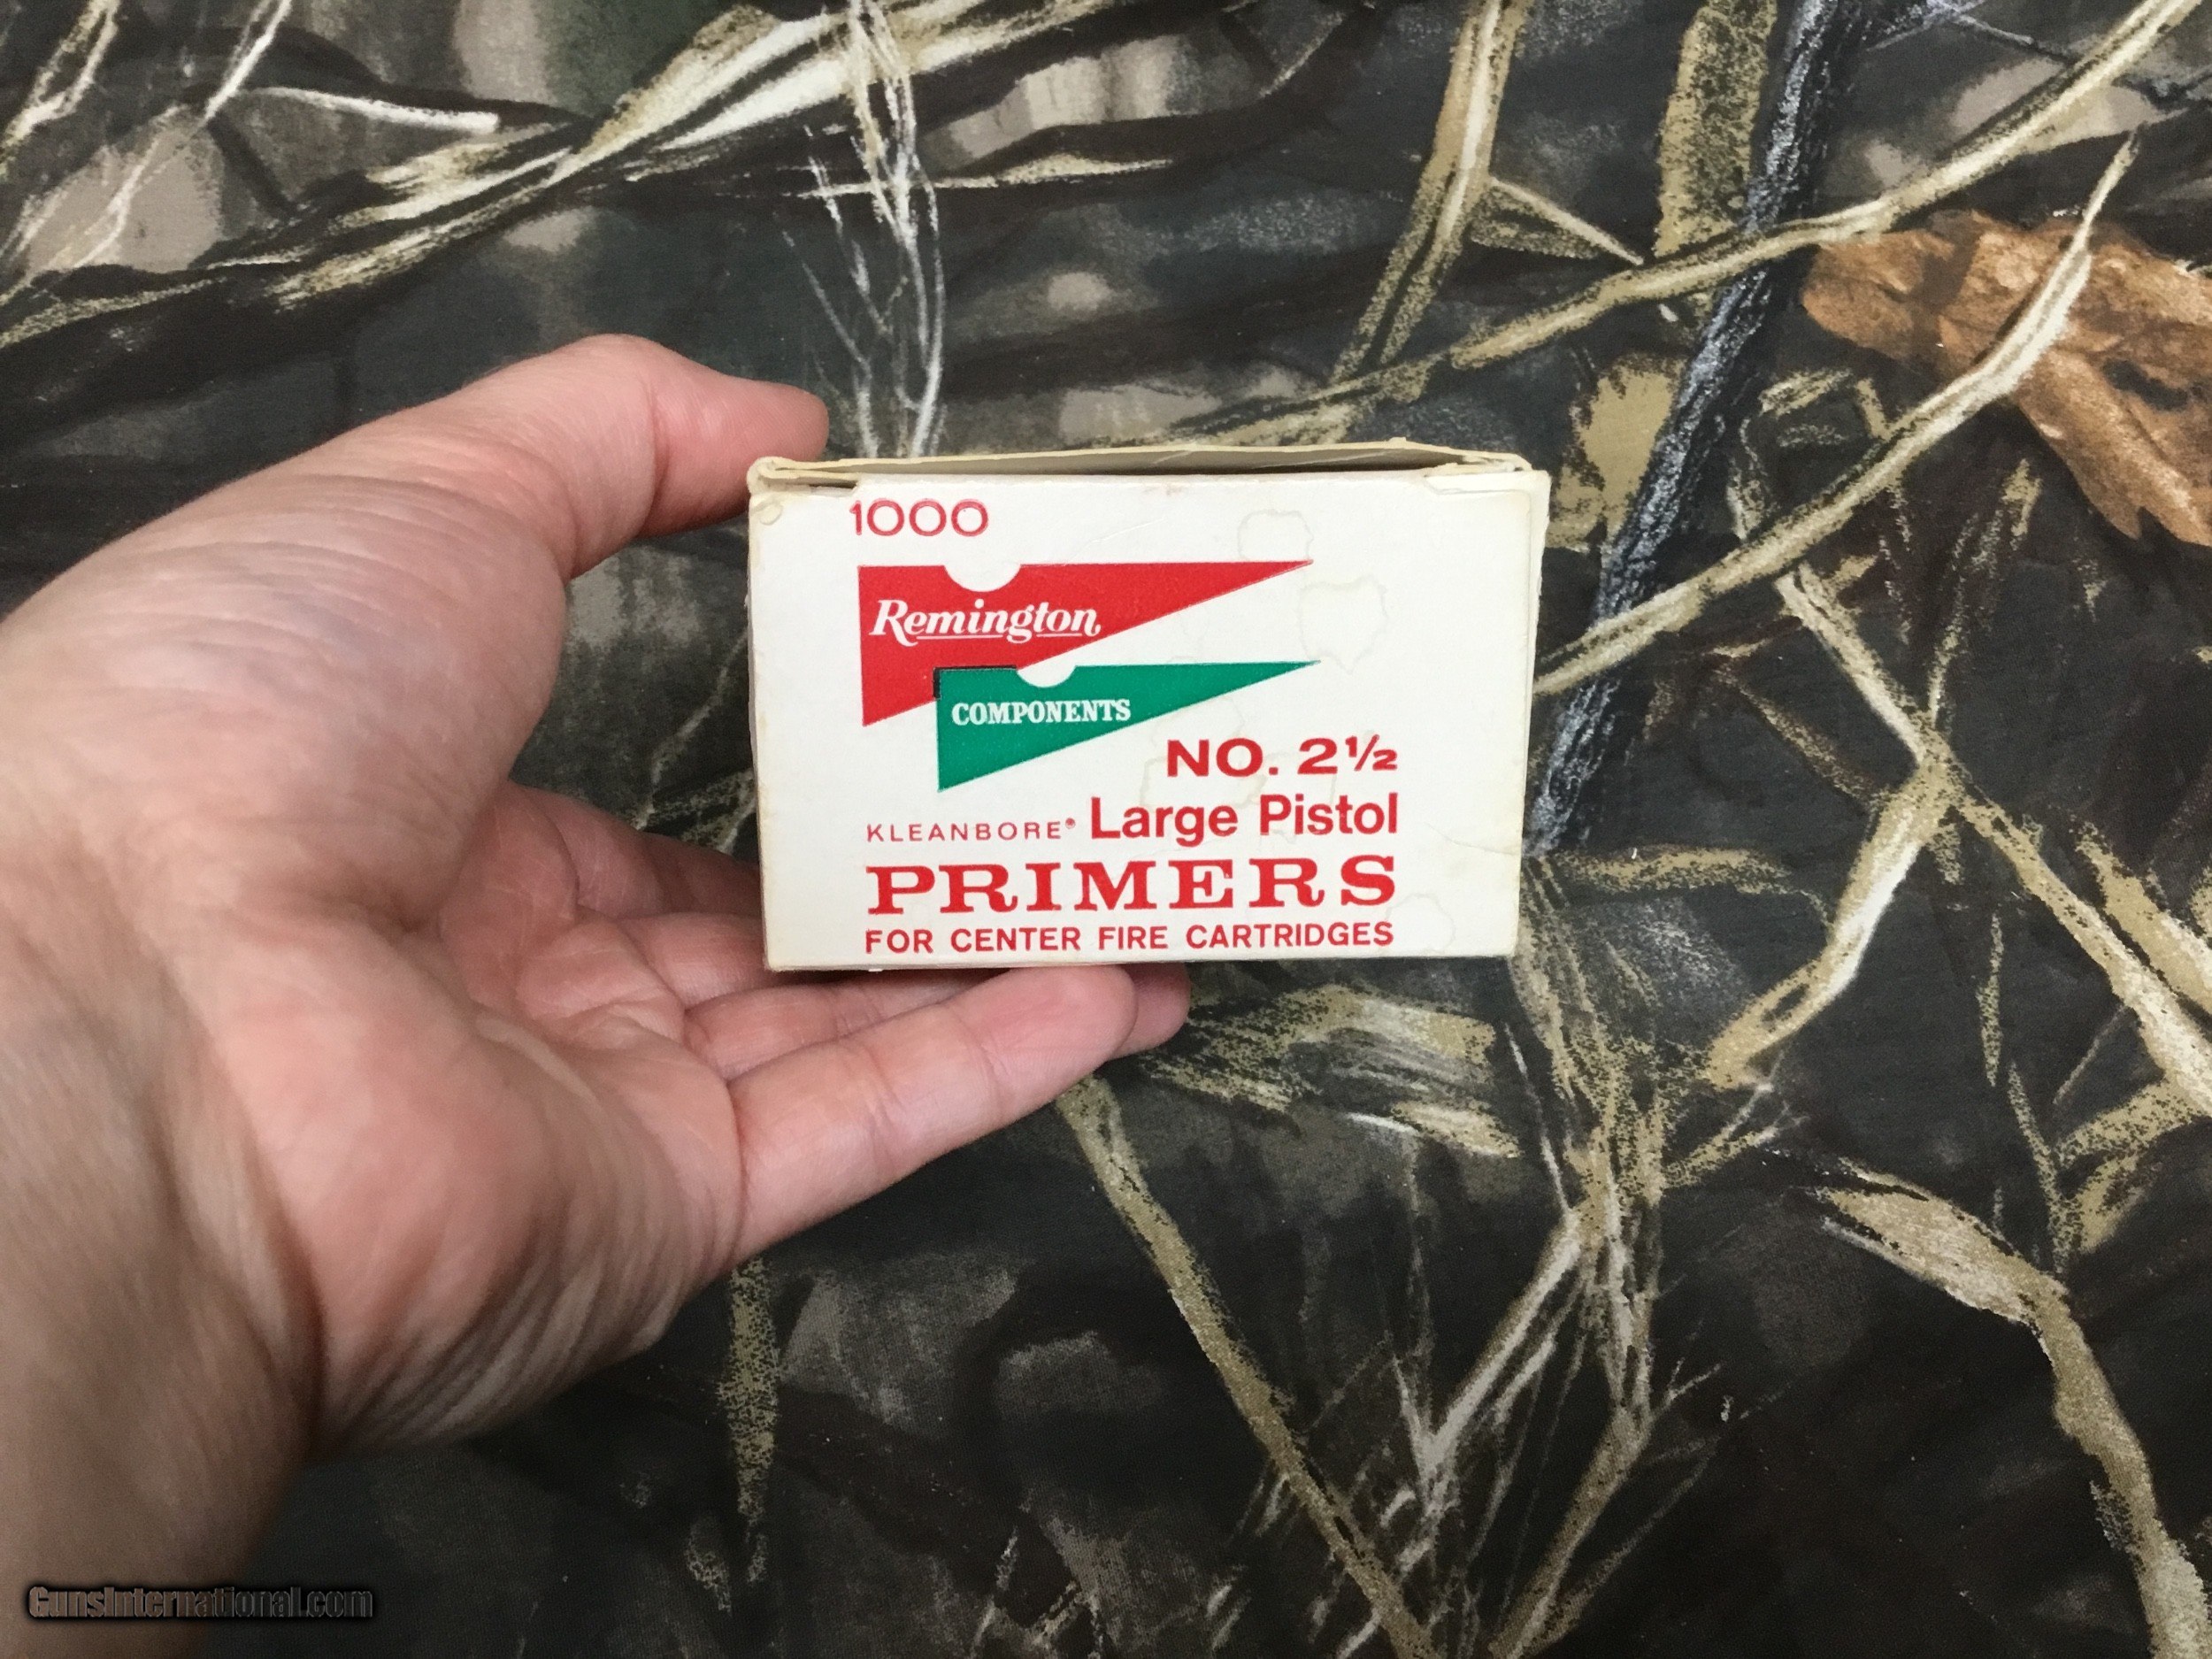 1000
Remington
COMPONENTS
NO. 2½
KLEANBORE® Large Pistol
PRIMERS
FOR CENTER FIRE CARTRIDGES
GunsInternational.com